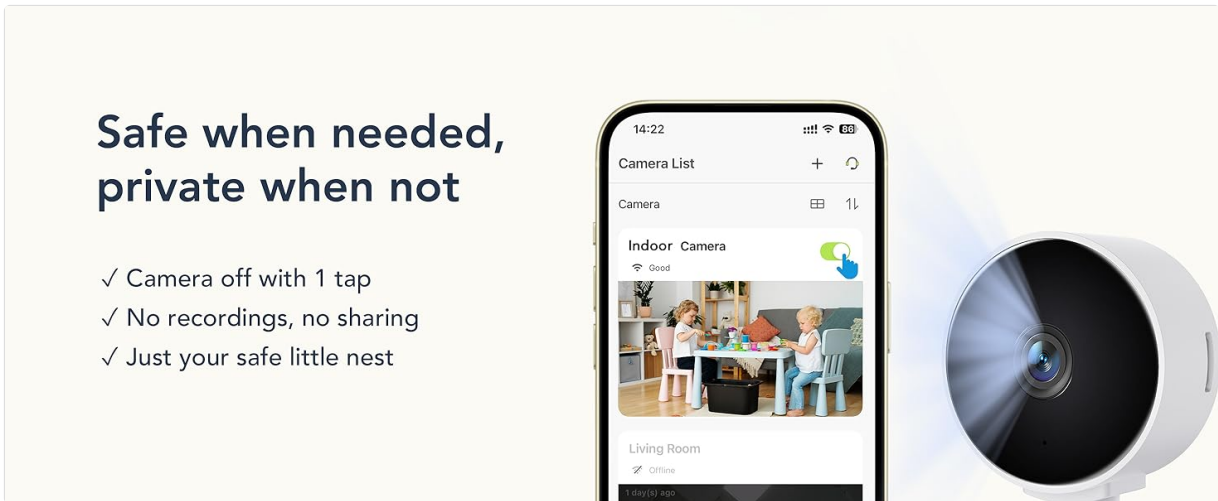 Safe when needed,
private when not
✓ Camera off with 1 tap
✓ No recordings, no sharing
✓ Just your safe little nest
14:22
86
Camera List
Camera
Indoor Camera
Good
Living Room
Offline
1 day(s) ago